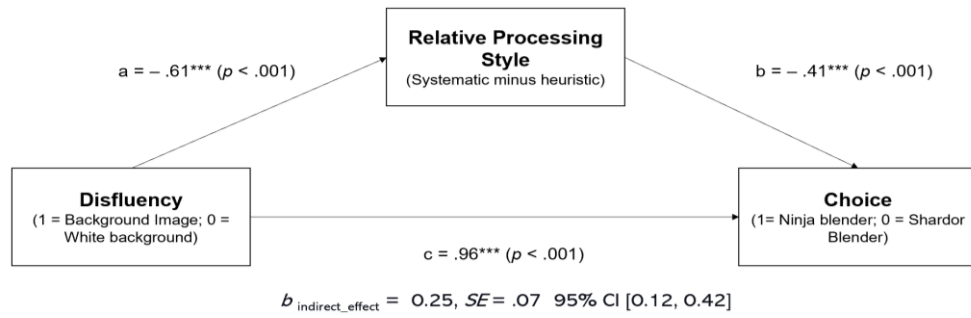 Relative Processing
Style
(Systematic minus heuristic)
a = – .61*** (p < .001)
b = – .41*** (p < .001)
Disfluency
(1 = Background Image; 0 =
White background)
Choice
(1= Ninja blender; 0 = Shardor
Blender)
c = .96*** (p < .001)
b indirect_effect = 0.25, SE = .07 95% CI [0.12, 0.42]